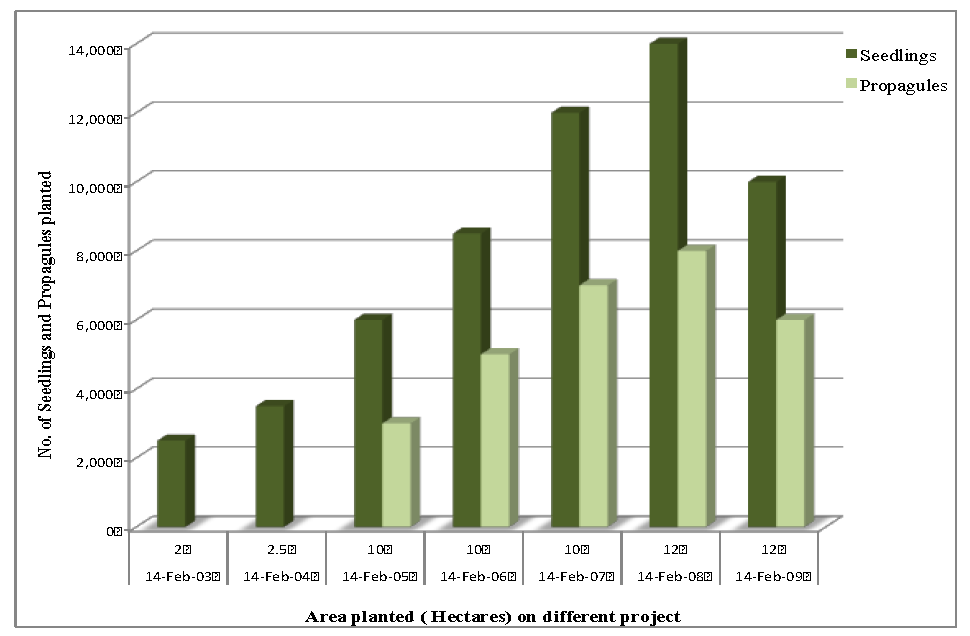 14,000
12,000
10,000
8,000
6,000
4,000
2,000
0
No. of Seedlings and Propagules planted
Seedlings
Propagules
2 2.5 10 10 10 12 12
14-Feb-03 14-Feb-04 14-Feb-05 14-Feb-06 14-Feb-07 14-Feb-08 14-Feb-09
Area planted ( Hectares) on different project